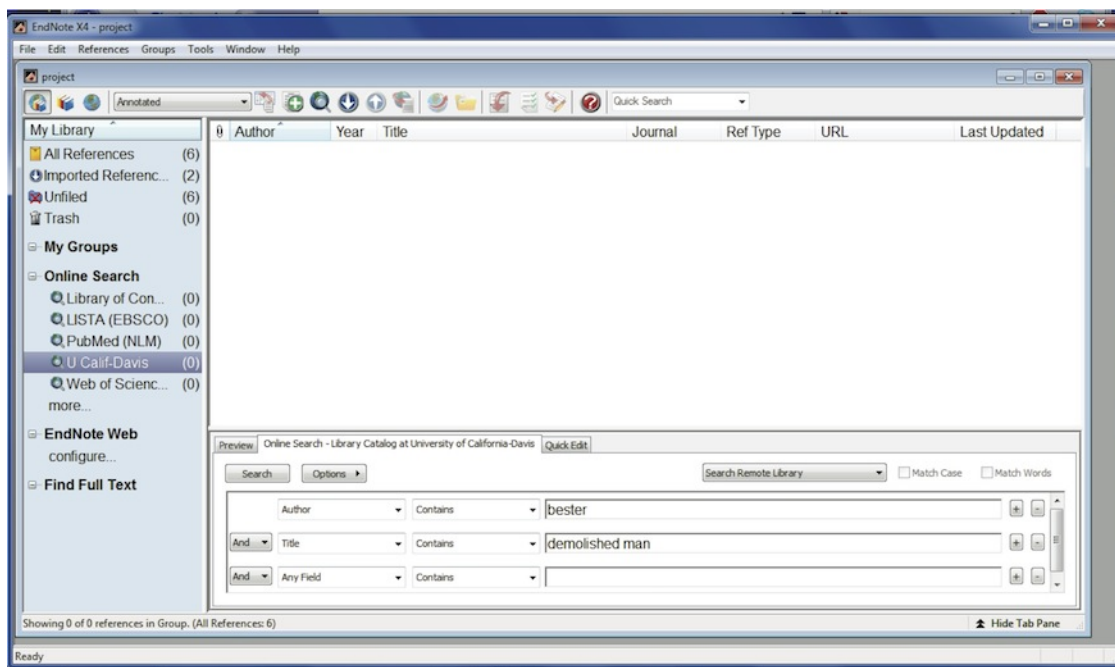 EndNote X4 - project
File Edit References Groups Tools Window Help
project
Annotated
Quick Search
My Library
All References (6)
Imported Referenc... (2)
Unfiled (6)
Trash (0)
My Groups
Online Search
Library of Con... (0)
LISTA (EBSCO) (0)
PubMed (NLM) (0)
U Calif-Davis (0)
Web of Scienc... (0)
more...
EndNote Web
configure...
Find Full Text
Author Year Title Journal Ref Type URL Last Updated
Preview Online Search - Library Catalog at University of California-Davis Quick Edit
Search Options Search Remote Library Match Case Match Words
Author Contains bester
And Title Contains demolished man
And Any Field Contains
Showing 0 of 0 references in Group. (All References: 6) Hide Tab Pane
Ready